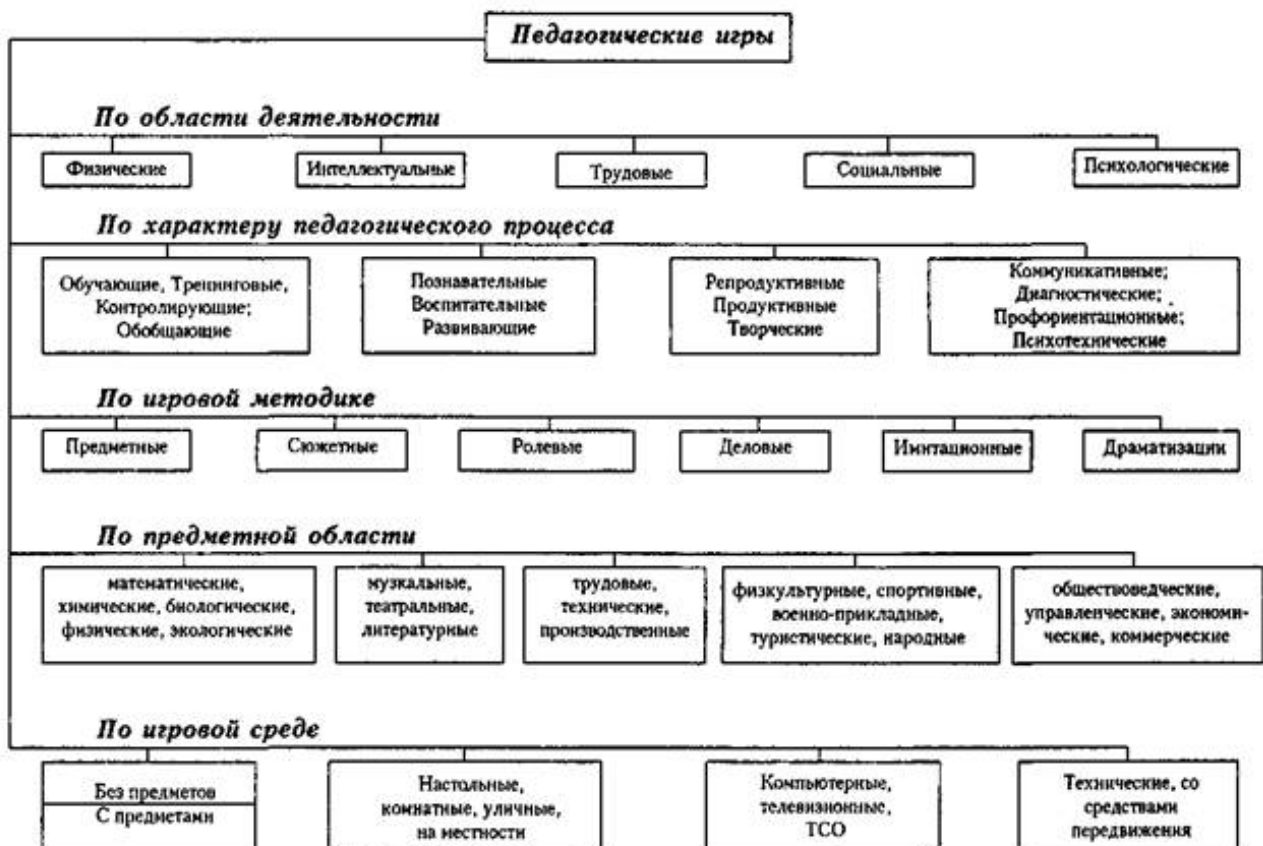 Педагогические игры
По области деятельности
Физические
Интеллектуальные
Трудовые
Социальные
Психологические
По характеру педагогического процесса
Обучающие, Тренинговые,
Контролирующие;
Обобщающие
Познавательные
Воспитательные
Развивающие
Репродуктивные
Продуктивные
Творческие
Коммуникативные;
Диагностические;
Профориентационные;
Психотехнические
По игровой методике
Предметные
Сюжетные
Ролевые
Деловые
Имитационные
Драматизации
По предметной области
математические,
химические, биологические,
физические, экологические
музкальные,
театральные,
литературные
трудовые,
технические,
производственные
физкультурные, спортивные,
военно-прикладные,
туристические, народные
обществоведческие,
управленческие, экономи-
ческие, коммерческие
По игровой среде
Без предметов
С предметами
Настольные,
комнатные, уличные,
на местности
Компьютерные,
телевизионные,
ТСО
Технические, со
средствами
передвижения